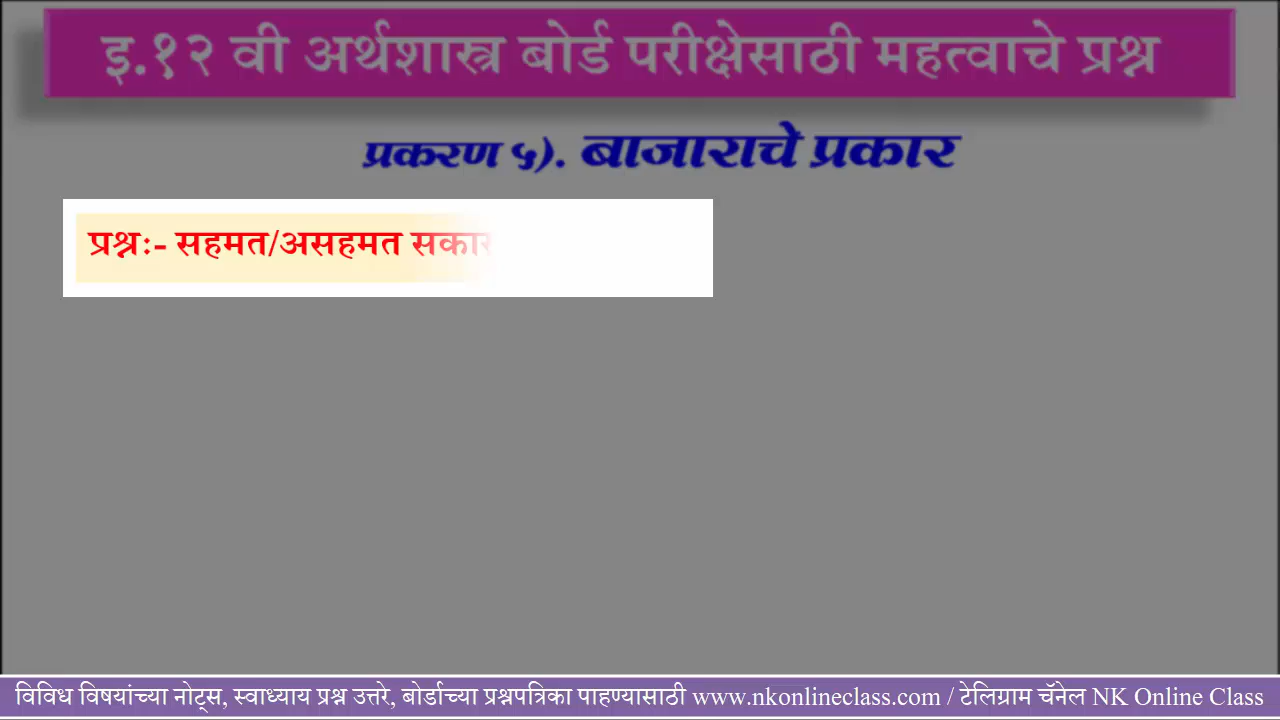 इ.१२ वी अर्थशास्त्र बोर्ड परीक्षेसाठी महत्वाचे प्रश्न
प्रकरण ५). बाजाराचे प्रकार
प्रश्नः- सहमत/असहमत
विविध विषयांच्या नोट्स, स्वाध्याय प्रश्न उत्तरे, बोर्डाच्या प्रश्नपत्रिका पाहण्यासाठी www.nkonlineclass.com / टेलिग्राम चॅनेल NK Online Class